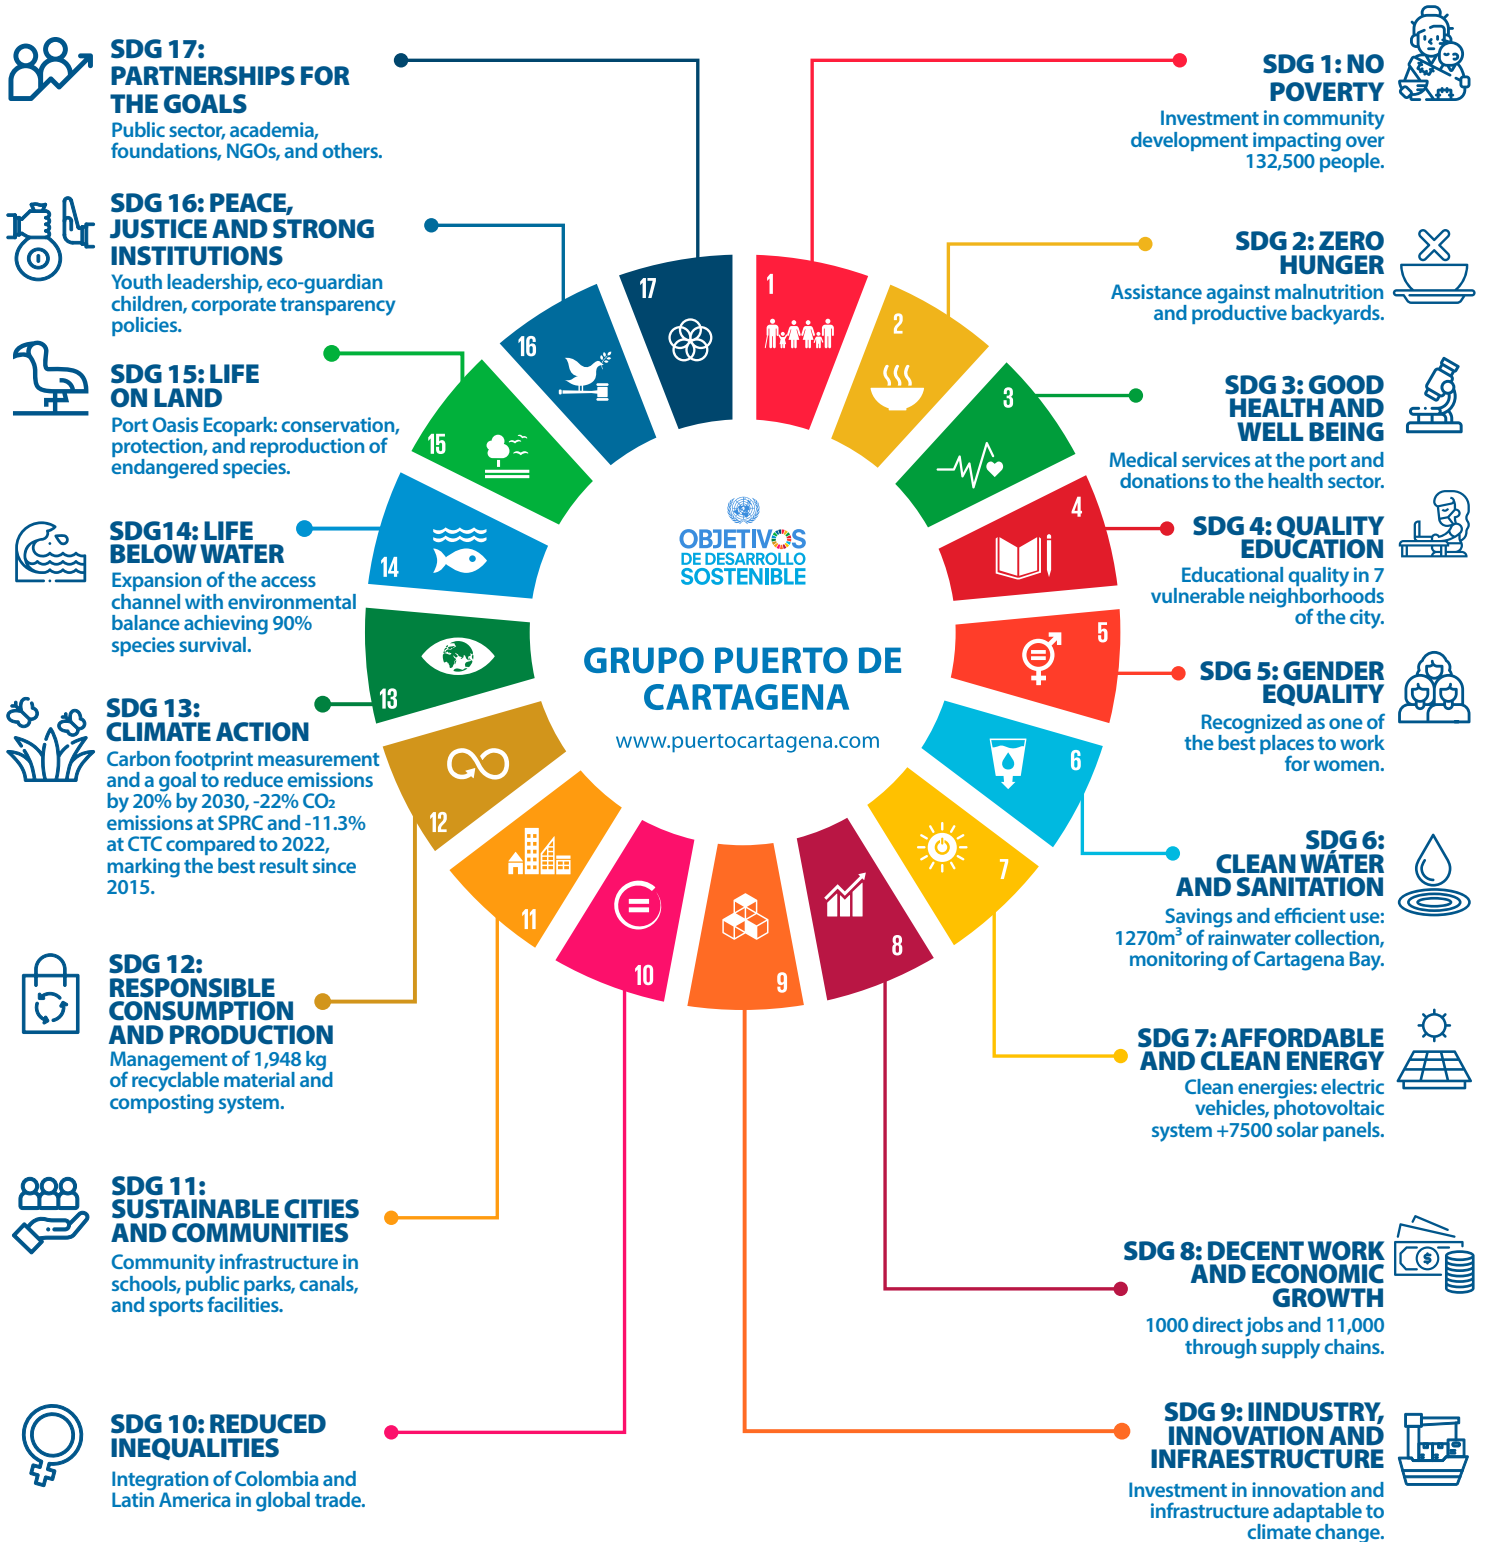 SDG 17:
PARTNERSHIPS FOR
THE GOALS
Public sector, academia,
foundations, NGOs, and others.
SDG 16: PEACE,
JUSTICE AND STRONG
INSTITUTIONS
Youth leadership, eco-guardian
children, corporate transparency
policies.
SDG 15: LIFE
ON LAND
Port Oasis Ecopark: conservation,
protection, and reproduction of
endangered species.
SDG14: LIFE
BELOW WATER
Expansion of the access
channel with environmental
balance achieving 90%
species survival.
SDG 13:
CLIMATE ACTION
Carbon footprint measurement
and a goal to reduce emissions
by 20% by 2030, -22% CO₂
emissions at SPRC and -11.3%
at CTC compared to 2022,
marking the best result since
2015.
SDG 12:
RESPONSIBLE
CONSUMPTION
AND PRODUCTION
Management of 1,948 kg
of recyclable material and
composting system.
SDG 11:
SUSTAINABLE CITIES
AND COMMUNITIES
Community infrastructure in
schools, public parks, canals,
and sports facilities.
SDG 10: REDUCED
INEQUALITIES
Integration of Colombia and
Latin America in global trade.
1
2
3
4
5
6
7
8
9
10
11
12
13
14
15
16
17
OBJETIVOS
DE DESARROLLO
SOSTENIBLE
GRUPO PUERTO DE
CARTAGENA
www.puertocartagena.com
SDG 1: NO
POVERTY
Investment in community
development impacting over
132,500 people.
SDG 2: ZERO
HUNGER
Assistance against malnutrition
and productive backyards.
SDG 3: GOOD
HEALTH AND
WELL BEING
Medical services at the port and
donations to the health sector.
SDG 4: QUALITY
EDUCATION
Educational quality in 7
vulnerable neighborhoods
of the city.
SDG 5: GENDER
EQUALITY
Recognized as one of
the best places to work
for women.
SDG 6:
CLEAN WÁTER
AND SANITATION
Savings and efficient use:
1270m³ of rainwater collection,
monitoring of Cartagena Bay.
SDG 7: AFFORDABLE
AND CLEAN ENERGY
Clean energies: electric
vehicles, photovoltaic
system +7500 solar panels.
SDG 8: DECENT WORK
AND ECONOMIC
GROWTH
1000 direct jobs and 11,000
through supply chains.
SDG 9: IINDUSTRY,
INNOVATION AND
INFRAESTRUCTURE
Investment in innovation and
infrastructure adaptable to
climate change.